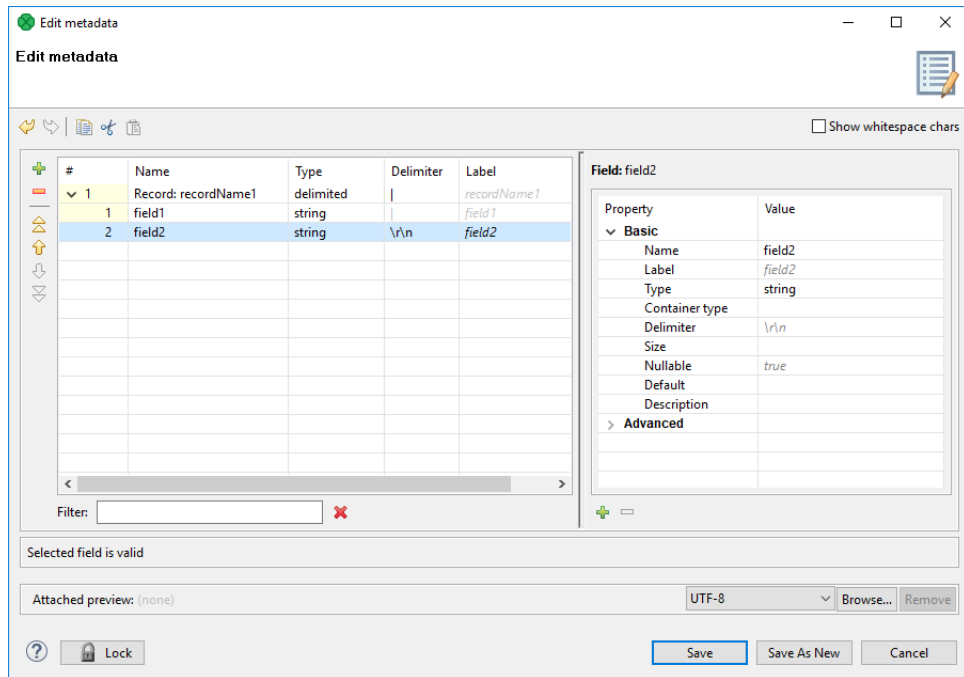 Edit metadata
Edit metadata
Show whitespace chars
# Name Type Delimiter Label
1 Record: recordName1 delimited | recordName1
1 field1 string | field1
2 field2 string \r\n field2
Filter:
Field: field2
Property Value
Basic
Name field2
Label field2
Type string
Container type
Delimiter \r\n
Size
Nullable true
Default
Description
Advanced
Selected field is valid
Attached preview: (none) UTF-8 Browse... Remove
? Lock Save Save As New Cancel